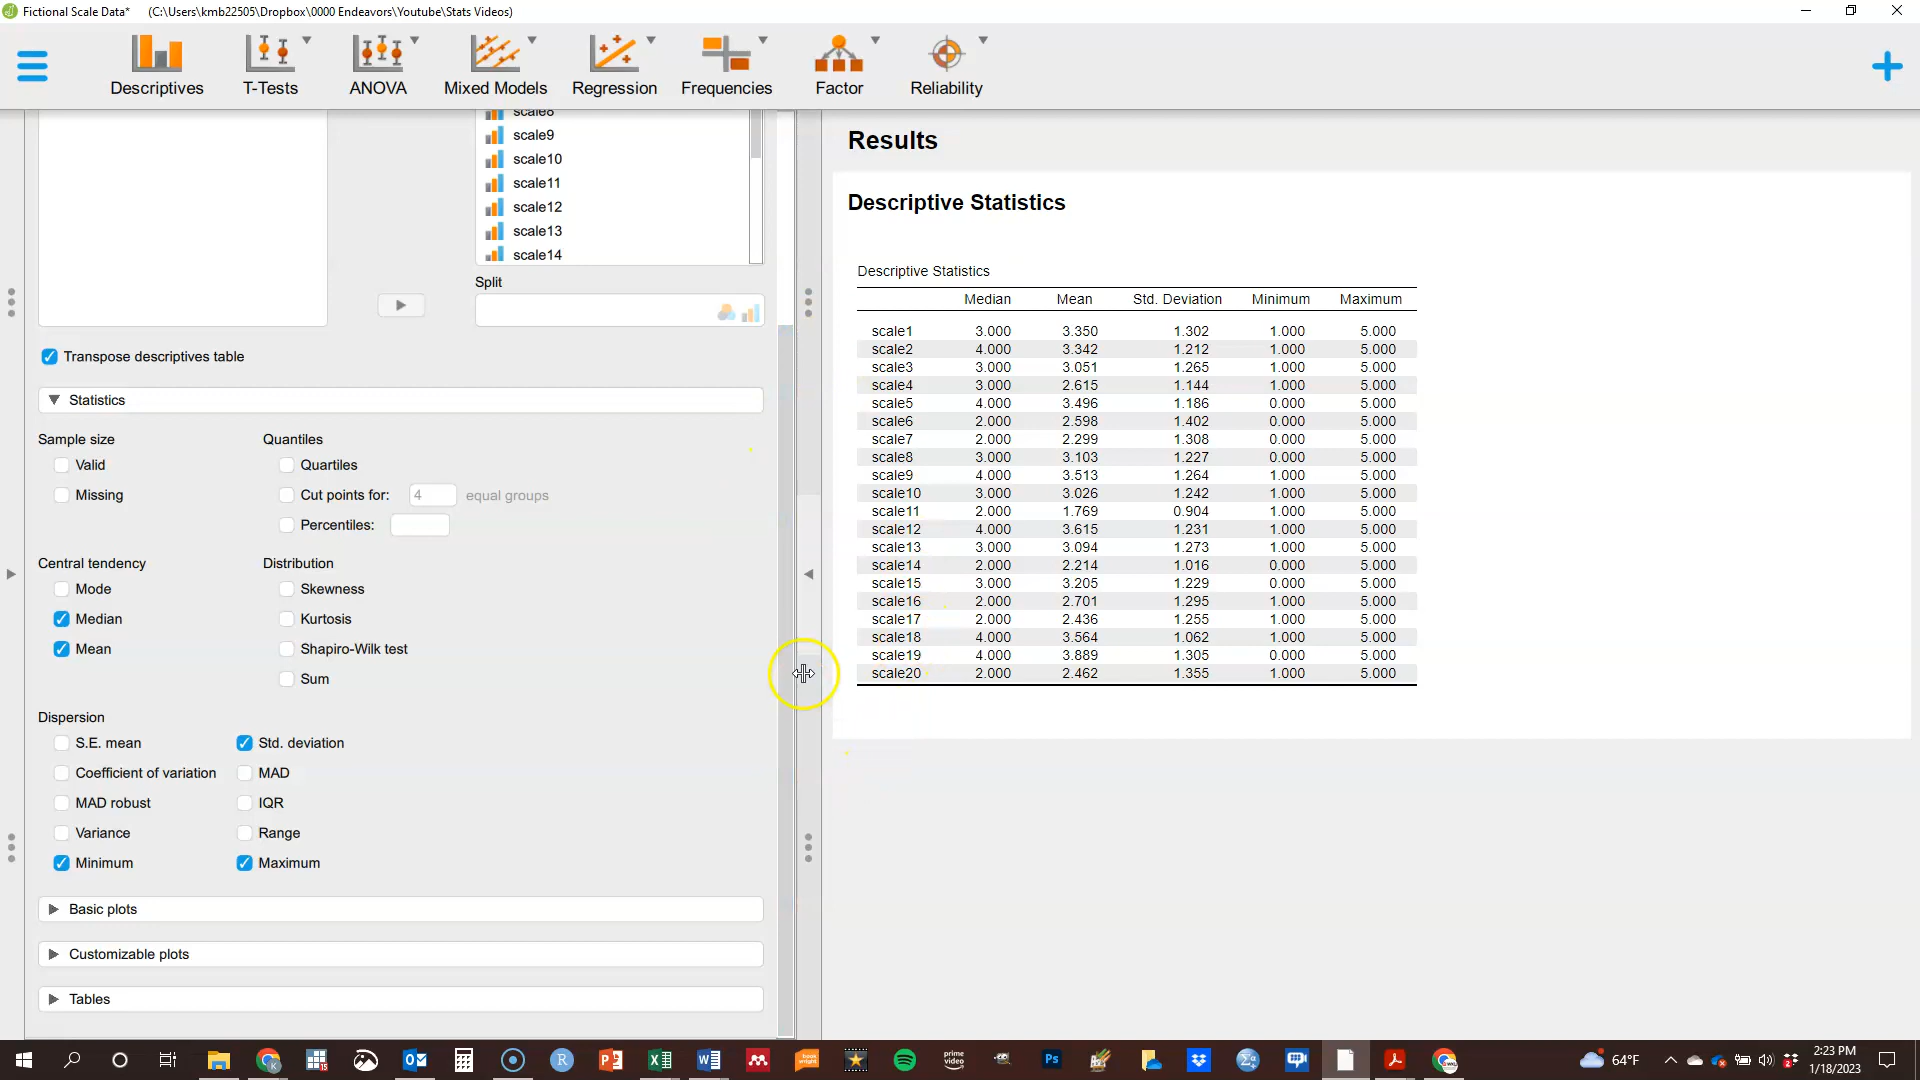 Fictional Scale Data* (C:\Users\kmb22505\Dropbox\0000 Endeavors\Youtube\Stats Videos)
Descriptives T-Tests ANOVA Mixed Models Regression Frequencies Factor Reliability
scale8
scale9
scale10
scale11
scale12
scale13
scale14
Split
Transpose descriptives table
Statistics
Sample size Quantiles
Valid Quartiles
Missing Cut points for: 4 equal groups
Percentiles:
Central tendency Distribution
Mode Skewness
Median Kurtosis
Mean Shapiro-Wilk test
Sum
Dispersion
S.E. mean Std. deviation
Coefficient of variation MAD
MAD robust IQR
Variance Range
Minimum Maximum
Basic plots
Customizable plots
Tables
Results
Descriptive Statistics
Descriptive Statistics
Median Mean Std. Deviation Minimum Maximum
scale1 3.000 3.350 1.302 1.000 5.000
scale2 4.000 3.342 1.212 1.000 5.000
scale3 3.000 3.051 1.265 1.000 5.000
scale4 3.000 2.615 1.144 1.000 5.000
scale5 4.000 3.496 1.186 0.000 5.000
scale6 2.000 2.598 1.402 0.000 5.000
scale7 2.000 2.299 1.308 0.000 5.000
scale8 3.000 3.103 1.227 0.000 5.000
scale9 4.000 3.513 1.264 1.000 5.000
scale10 3.000 3.026 1.242 1.000 5.000
scale11 2.000 1.769 0.904 1.000 5.000
scale12 4.000 3.615 1.231 1.000 5.000
scale13 3.000 3.094 1.273 1.000 5.000
scale14 2.000 2.214 1.016 0.000 5.000
scale15 3.000 3.205 1.229 0.000 5.000
scale16 2.000 2.701 1.295 1.000 5.000
scale17 2.000 2.436 1.255 1.000 5.000
scale18 4.000 3.564 1.062 1.000 5.000
scale19 4.000 3.889 1.305 0.000 5.000
scale20 2.000 2.462 1.355 1.000 5.000
prime video
64°F
2:23 PM
1/18/2023